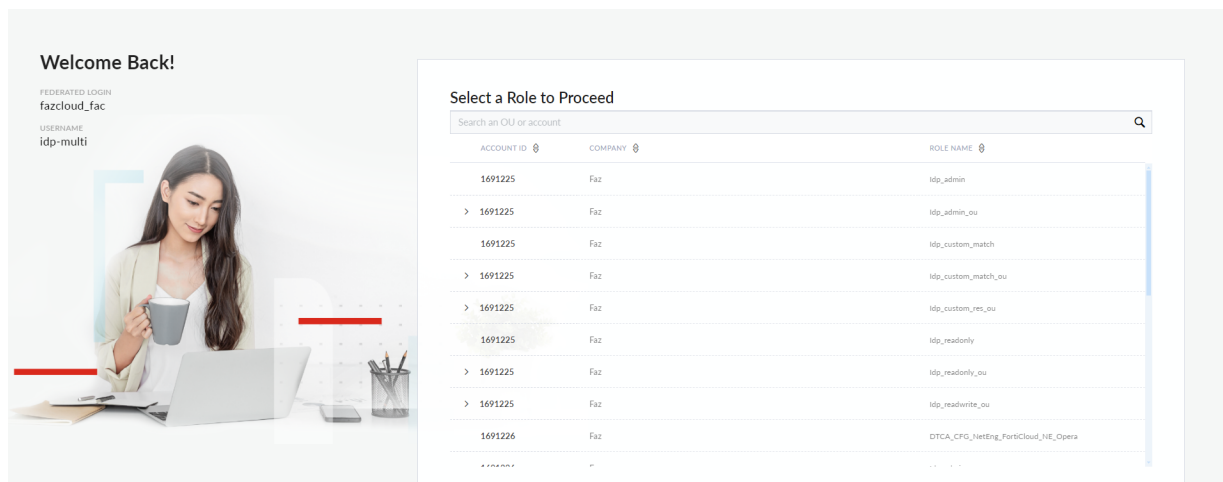 Welcome Back!
FEDERATED LOGIN
fazcloud_fac
USERNAME
idp-multi
Select a Role to Proceed
Search an OU or account
ACCOUNT ID COMPANY ROLE NAME
1691225 Faz Idp_admin
1691225 Faz Idp_admin_ou
1691225 Faz Idp_custom_match
1691225 Faz Idp_custom_match_ou
1691225 Faz Idp_custom_res_ou
1691225 Faz Idp_readonly
1691225 Faz Idp_readonly_ou
1691225 Faz Idp_readwrite_ou
1691226 Faz DTCA_CFG_NetEng_FortiCloud_NE_Opera